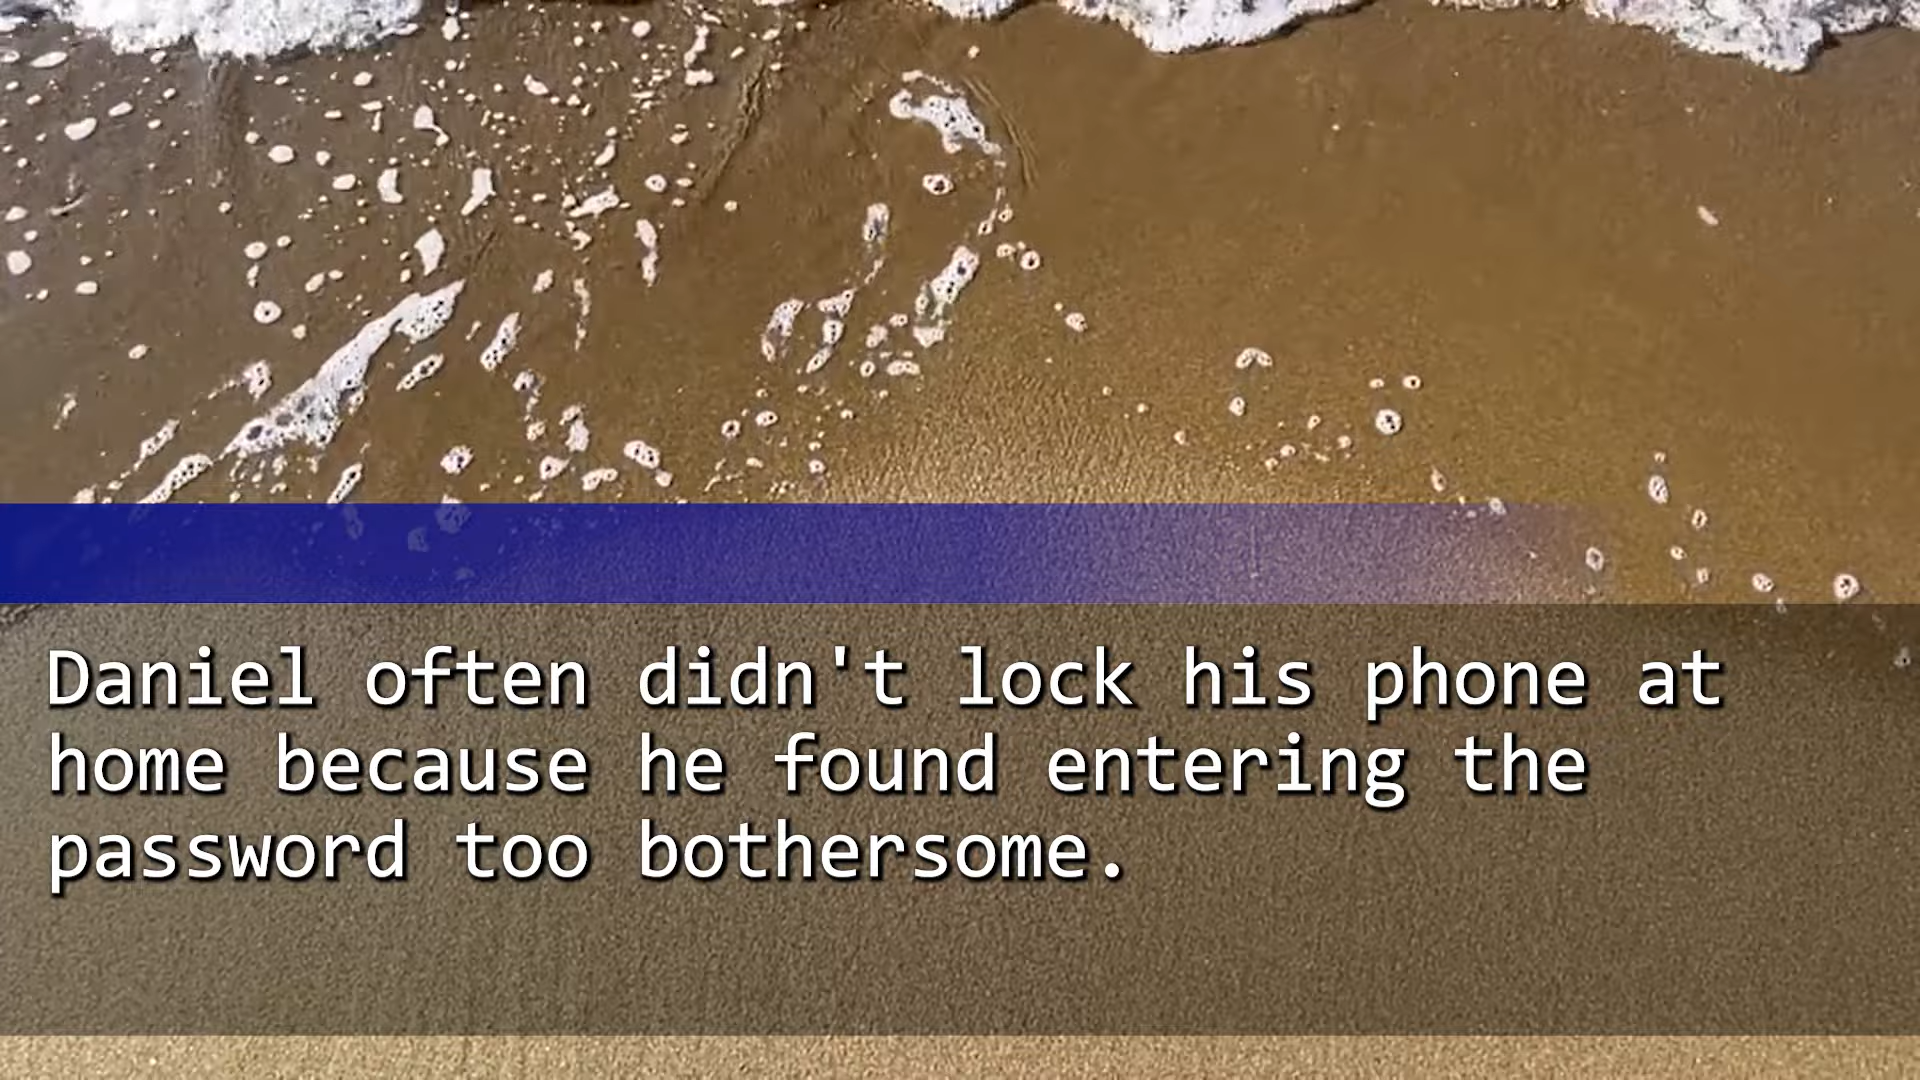 Daniel often didn't lock his phone at
home because he found entering the
password too bothersome.